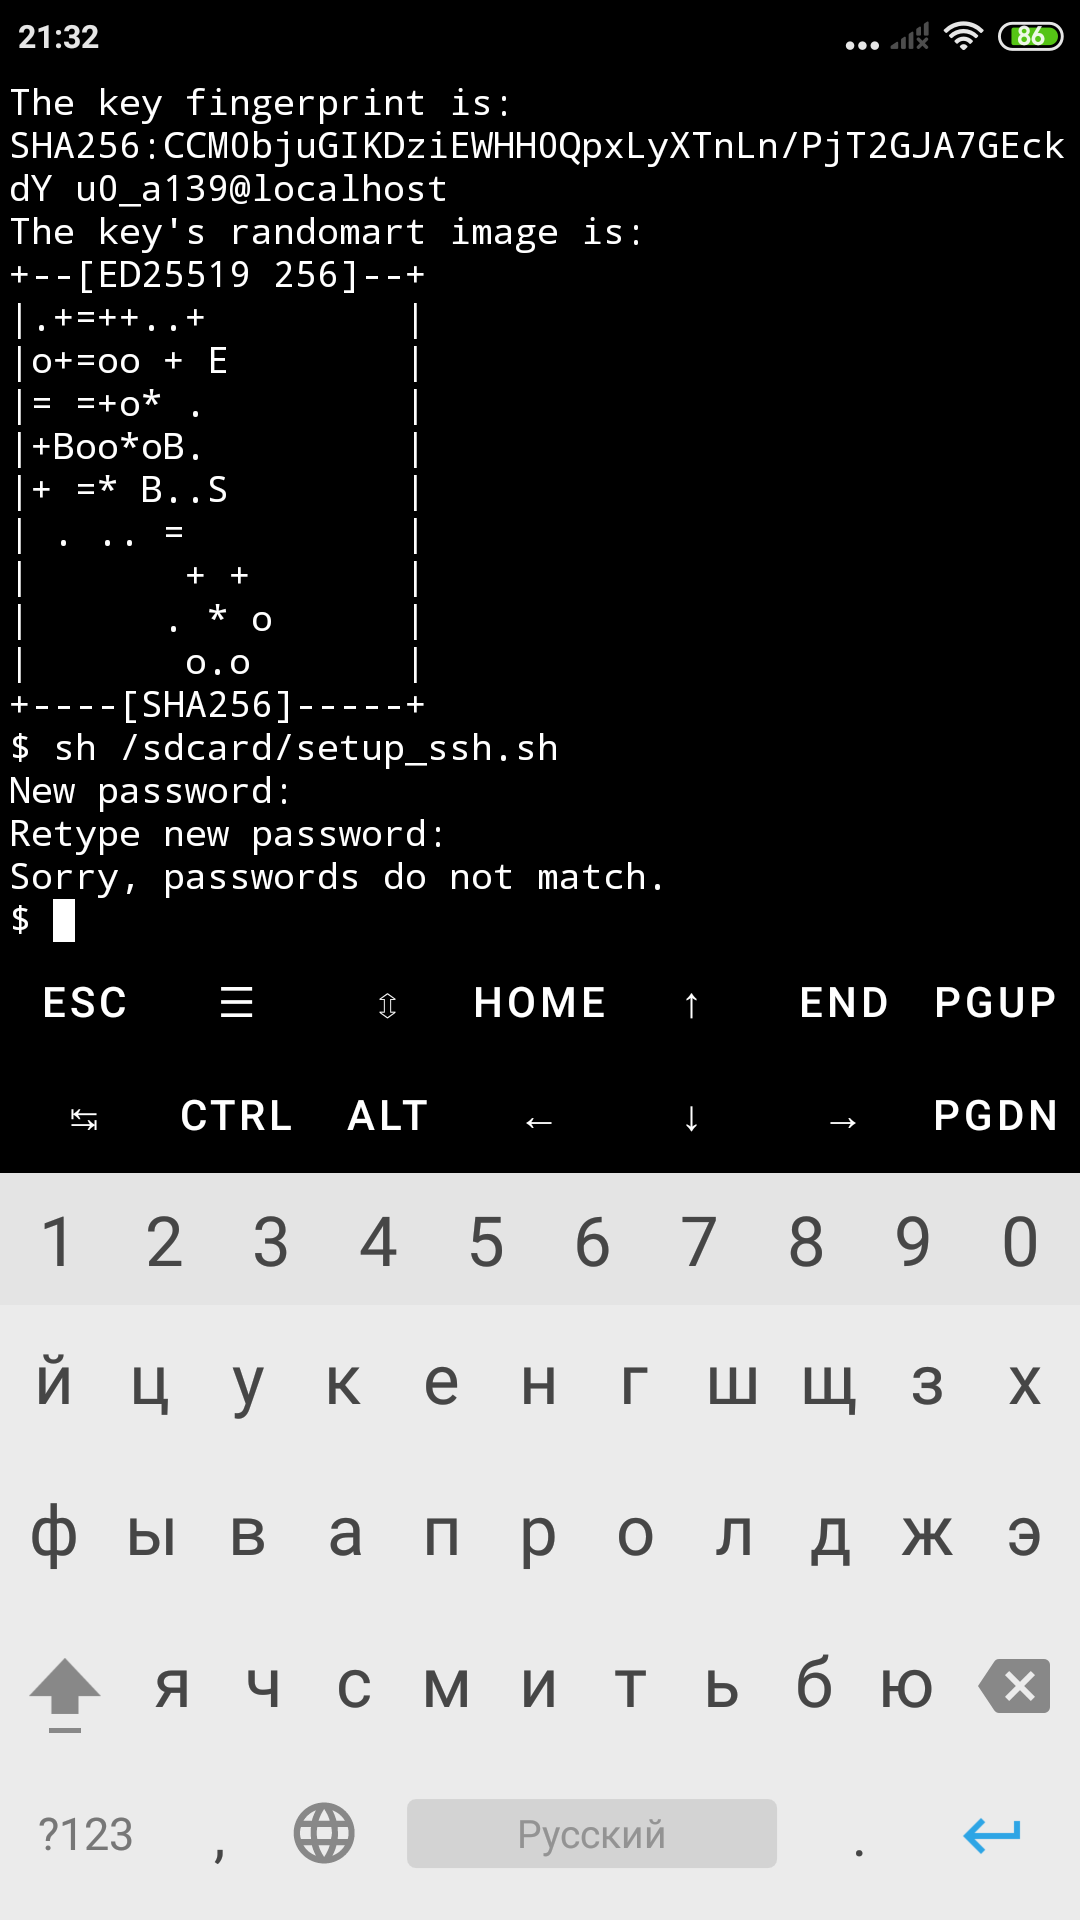 21:32
86
The key fingerprint is:
SHA256:CCM0bjuGIKDziEWHH0QpxLyXTnLn/PjT2GJA7GEck
dY u0_a139@localhost
The key's randomart image is:
+--[ED25519 256]--+
|.+=++..+         |
|o+=oo + E        |
|= =+o* .         |
|+Boo*oB.         |
|+ =* B..S        |
| . .. =          |
|       + +       |
|      . * o      |
|       o.o       |
+----[SHA256]-----+
$ sh /sdcard/setup_ssh.sh
New password:
Retype new password:
Sorry, passwords do not match.
$
ESC ☰ ⇳ HOME ↑ END PGUP
↹ CTRL ALT ← ↓ → PGDN
1 2 3 4 5 6 7 8 9 0
й ц у к е н г ш щ з х
ф ы в а п р о л д ж э
я ч с м и т ь б ю
?123 , Русский .